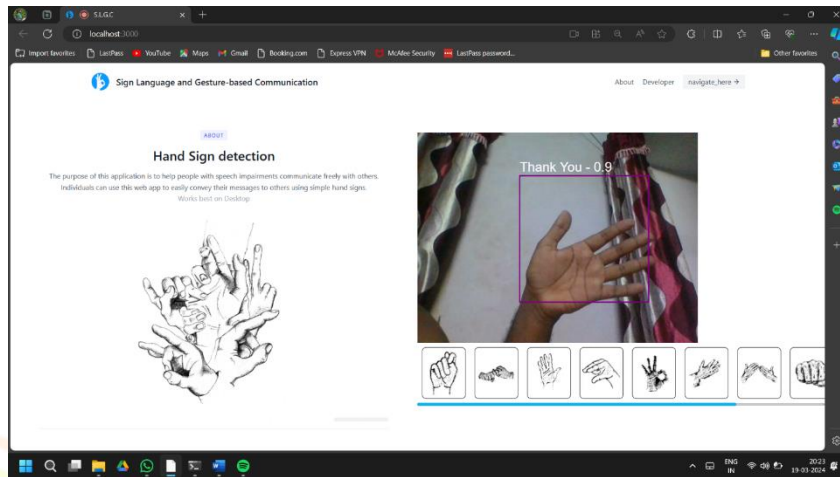 S.L.G.C
localhost:3000
Import favorites
LastPass
YouTube
Maps
Gmail
Booking.com
Express VPN
McAfee Security
LastPass password...
Other favorites
Sign Language and Gesture-based Communication
About
Developer
navigate_here →
ABOUT
Hand Sign detection
The purpose of this application is to help people with speech impairments communicate freely with others.
Individuals can use this web app to easily convey their messages to others using simple hand signs.
Works best on Desktop.
Thank You - 0.9
ENG
IN
20:23
19-03-2024